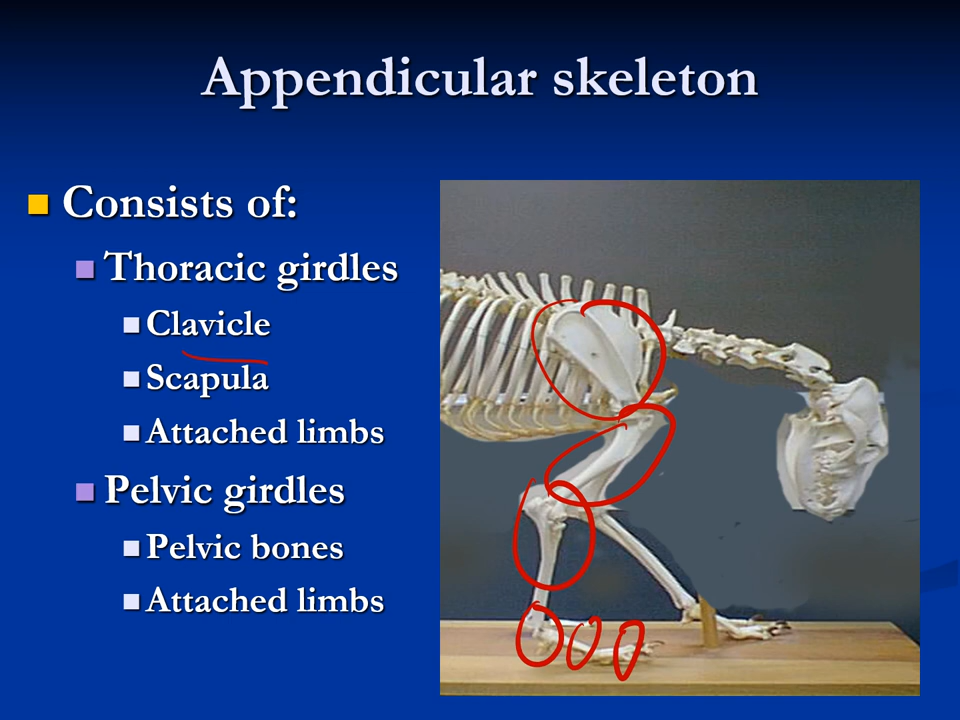 Appendicular skeleton
Consists of:
Thoracic girdles
Clavicle
Scapula
Attached limbs
Pelvic girdles
Pelvic bones
Attached limbs